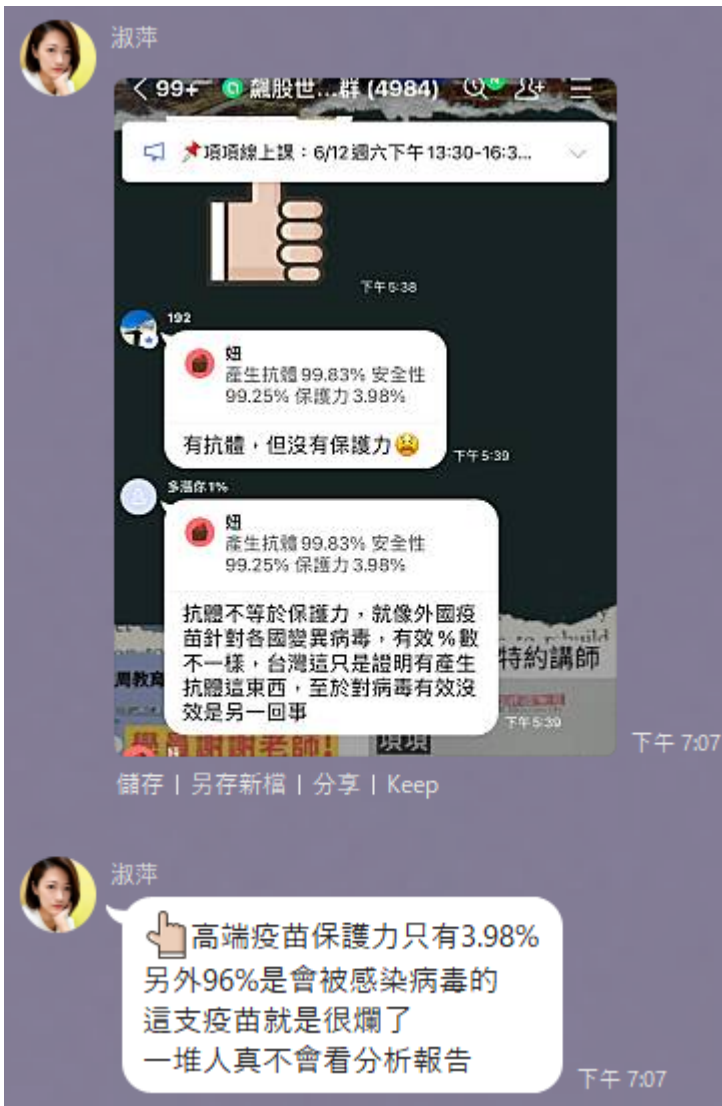 淑萍
99+ 飆股世...群 (4984)
項項線上課：6/12週六下午13:30-16:3...
下午5:38
192
妞
產生抗體99.83% 安全性
99.25% 保護力3.98%
有抗體，但沒有保護力
下午5:39
妞
產生抗體99.83% 安全性
99.25% 保護力3.98%
抗體不等於保護力，就像外國疫
苗針對各國變異病毒，有效%數
不一樣，台灣這只是證明有產生
抗體這東西，至於對病毒有效沒
效是另一回事
特約講師
周教育
下午5:39
學員謝謝老師!
項項
下午 7:07
儲存 | 另存新檔 | 分享 | Keep
淑萍
高端疫苗保護力只有3.98%
另外96%是會被感染病毒的
這支疫苗就是很爛了
一堆人真不會看分析報告
下午 7:07